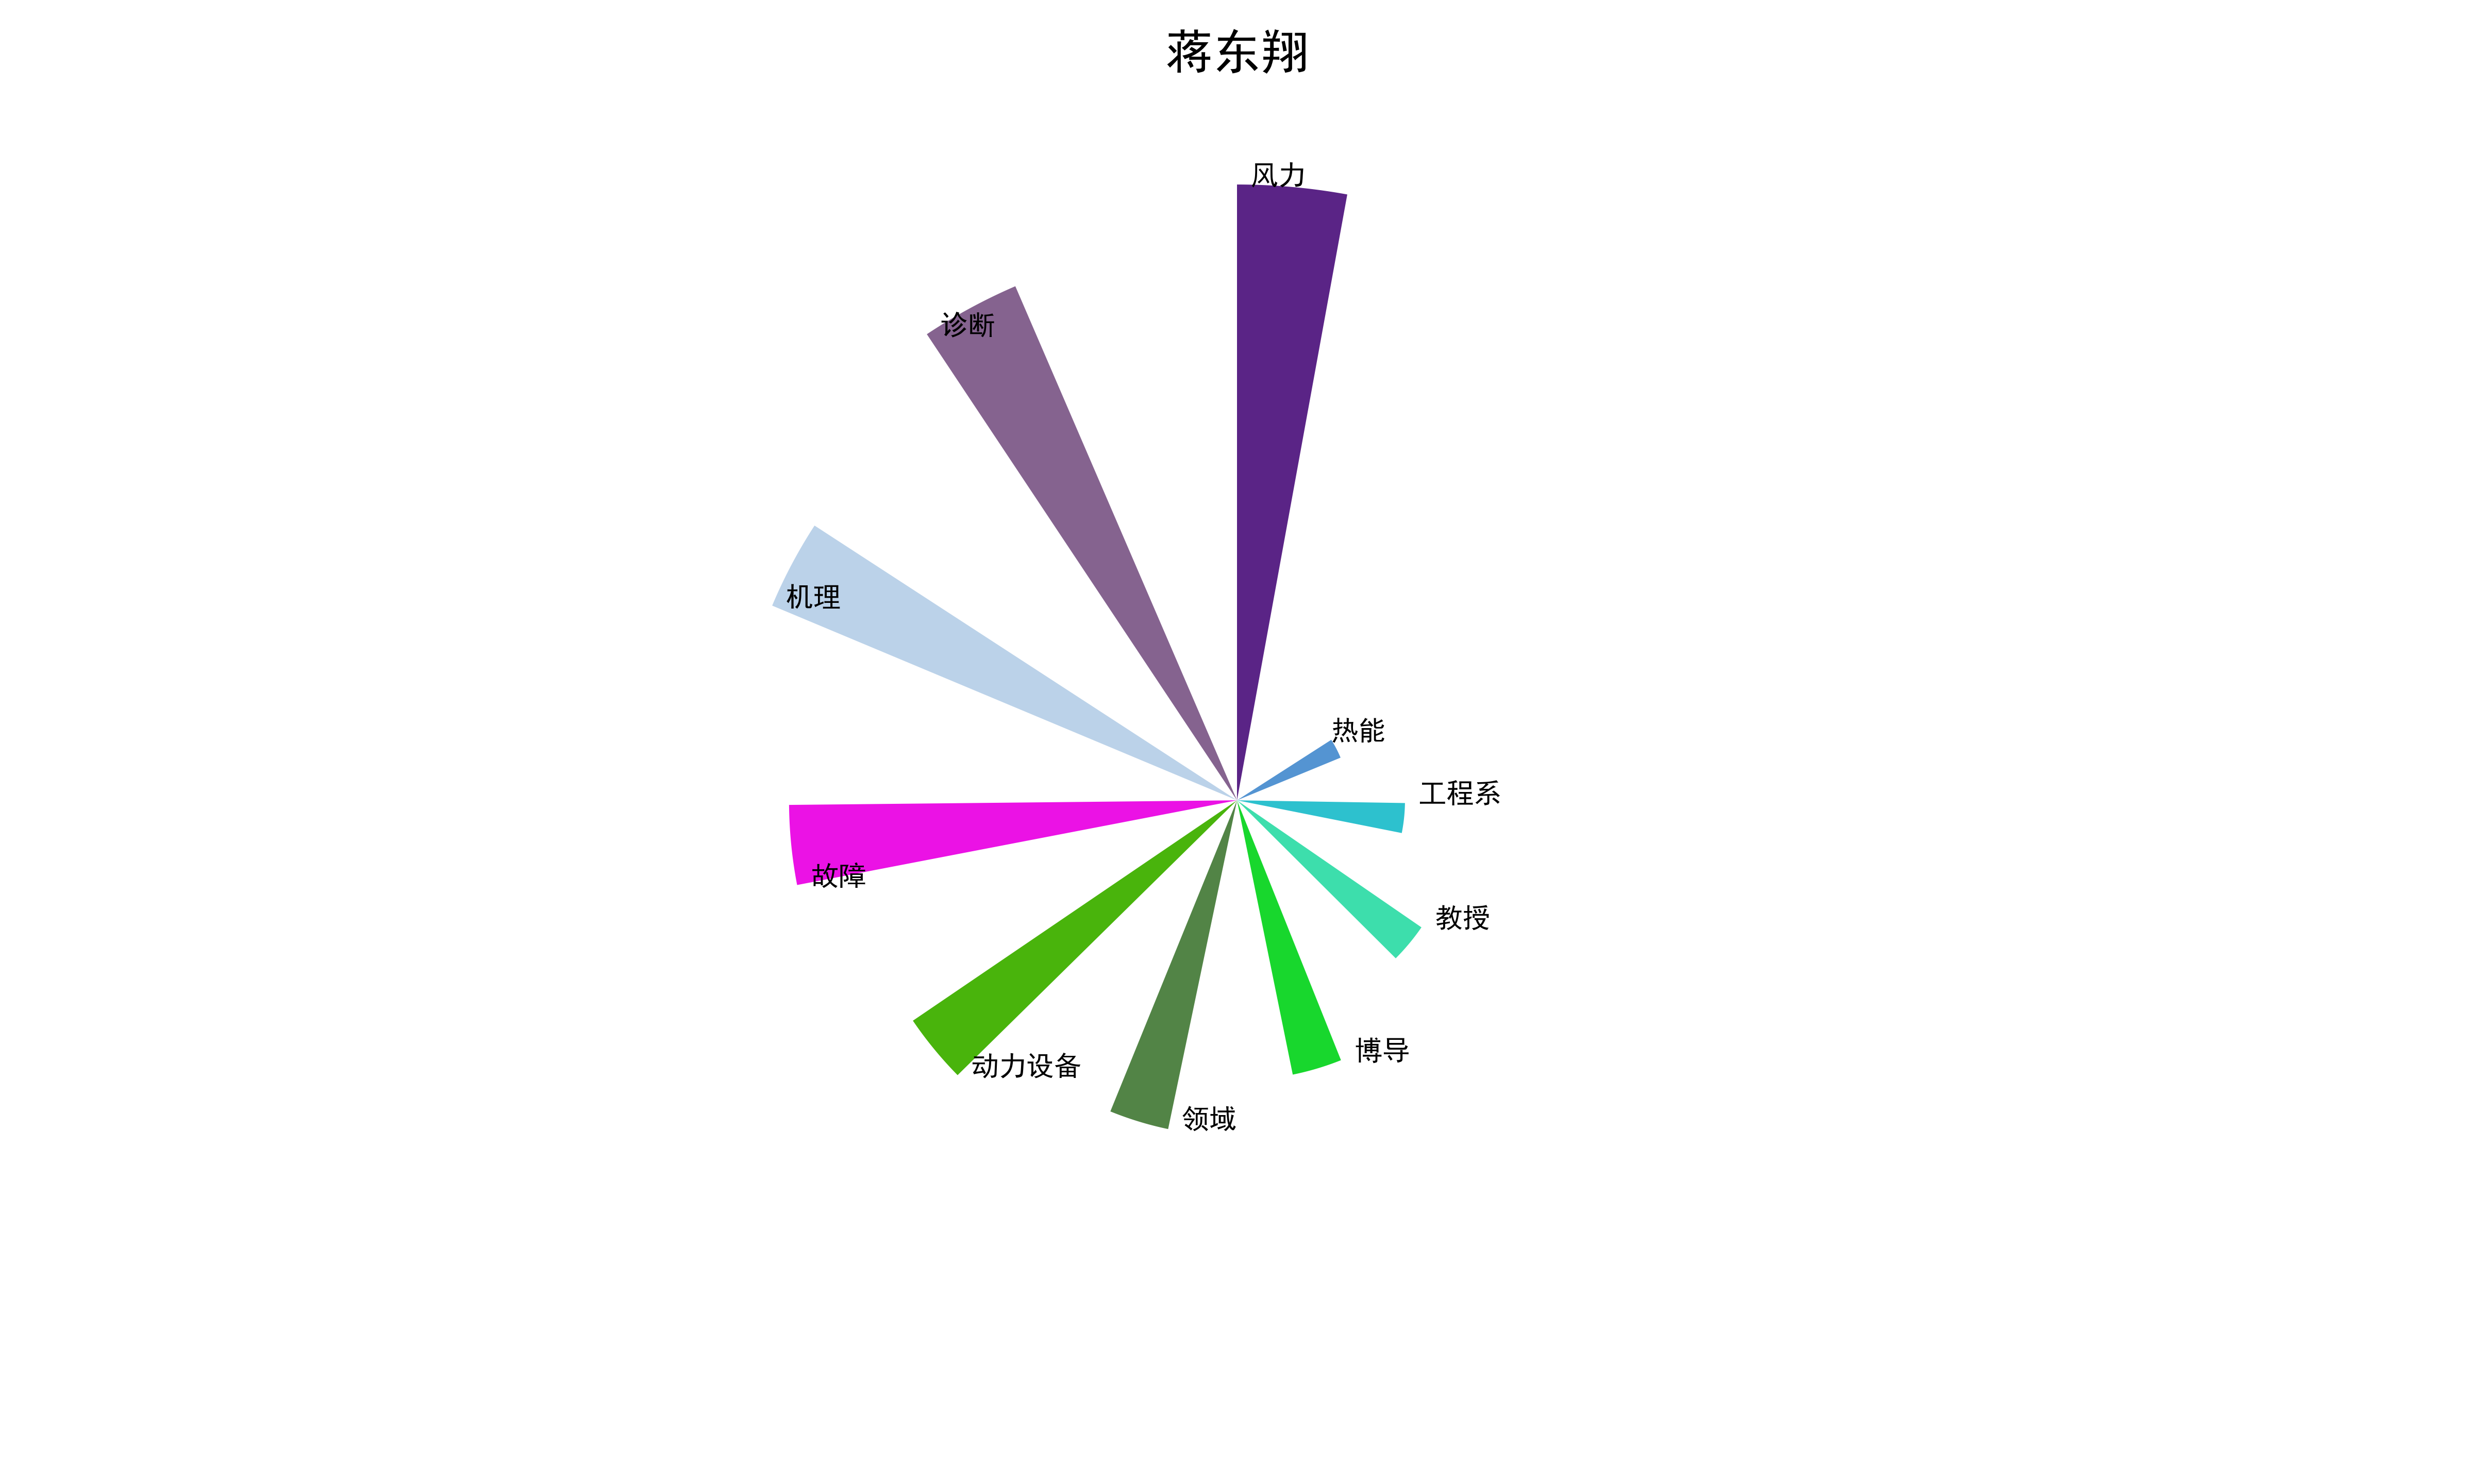 蒋东翔
风力
诊断
机理
热能
工程系
故障
教授
博导
动力设备
领域